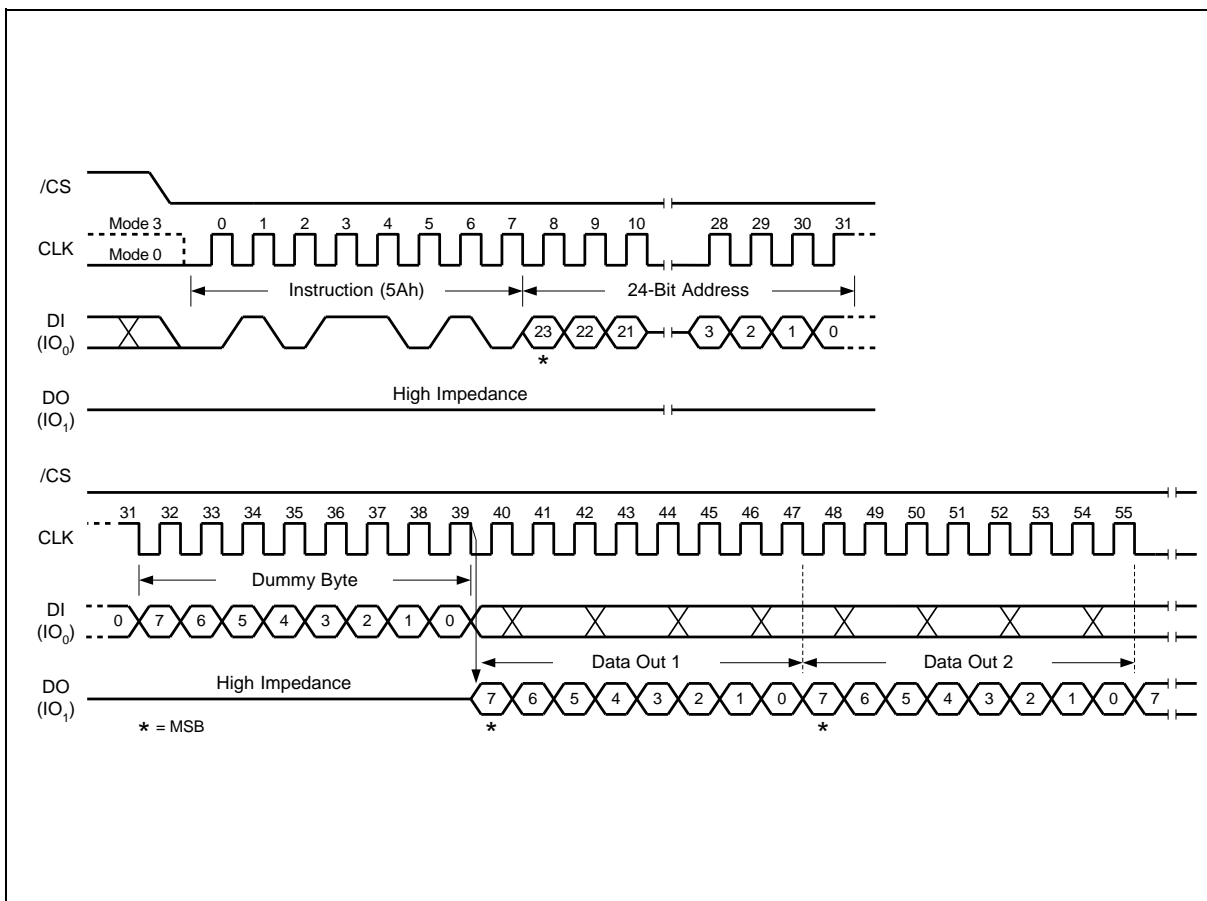 /CS
Mode 3 0 1 2 3 4 5 6 7 8 9 10 28 29 30 31
CLK
Mode 0
Instruction (5Ah) 24-Bit Address
DI
(IO0) 23 22 21 3 2 1 0
*
High Impedance
DO
(IO1)
/CS
31 32 33 34 35 36 37 38 39 40 41 42 43 44 45 46 47 48 49 50 51 52 53 54 55
CLK
Dummy Byte
DI
(IO0) 0 7 6 5 4 3 2 1 0
Data Out 1 Data Out 2
High Impedance
DO
(IO1) 7 6 5 4 3 2 1 0 7 6 5 4 3 2 1 0 7
* = MSB * *